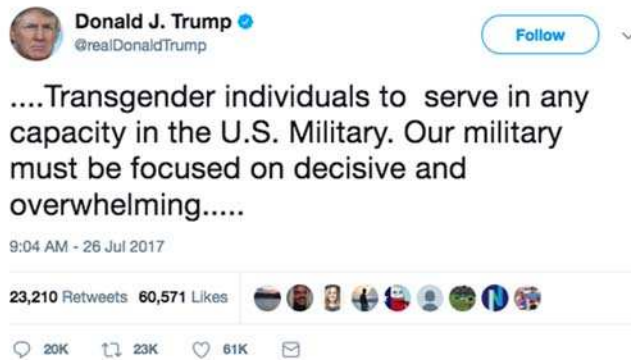 Donald J. Trump
@realDonaldTrump
Follow
....Transgender individuals to serve in any
capacity in the U.S. Military. Our military
must be focused on decisive and
overwhelming.....
9:04 AM - 26 Jul 2017
23,210 Retweets 60,571 Likes
20K 23K 61K